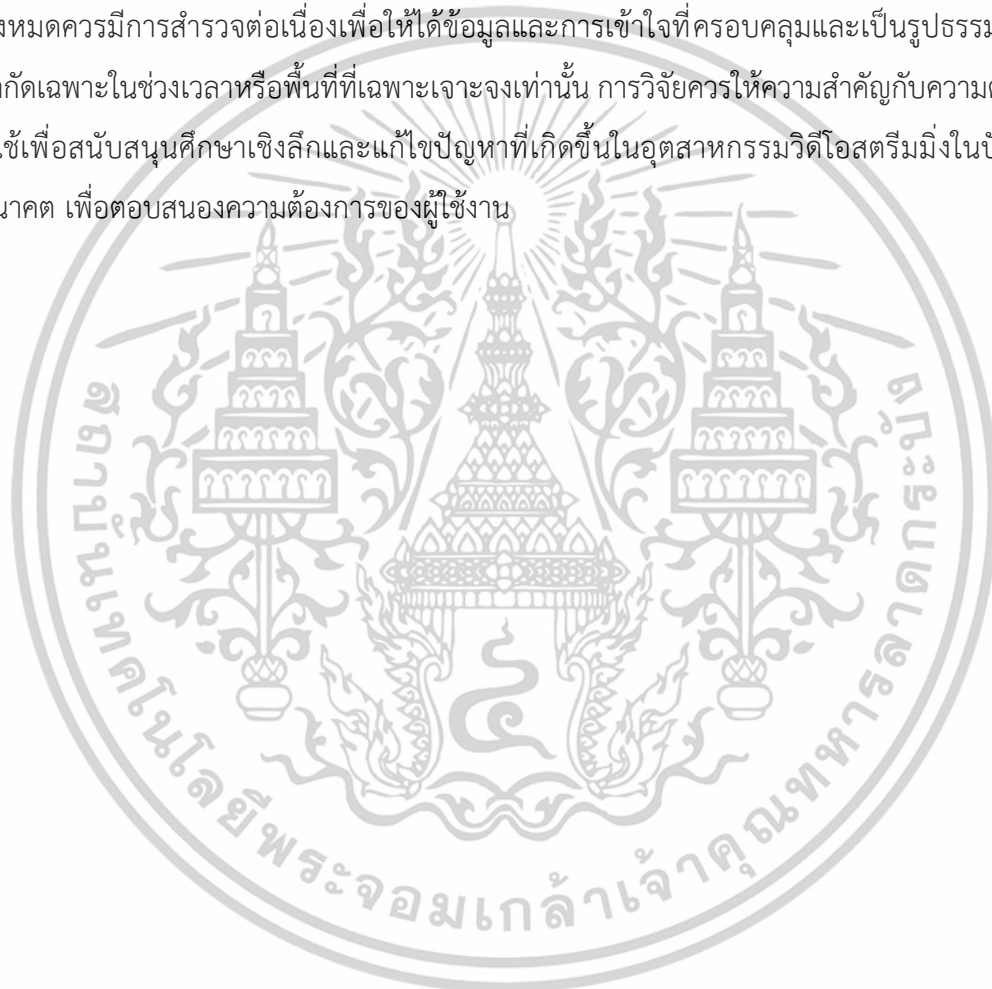 งหมดควรมีการสำรวจต่อเนื่องเพื่อให้ได้ข้อมูลและการเข้าใจที่ครอบคลุมและเป็นรูปธรรม
ากัดเฉพาะในช่วงเวลาหรือพื้นที่ที่เฉพาะเจาะจงเท่านั้น การวิจัยควรให้ความสำคัญกับความ
ช้เพื่อสนับสนุนศึกษาเชิงลึกและแก้ไขปัญหาที่เกิดขึ้นในอุตสาหกรรมวิดีโอสตรีมมิ่งใน
นาคต เพื่อตอบสนองความต้องการของผู้ใช้งาน
สถาบันเทคโนโลยีพระจอมเกล้าเจ้าคุณทหารลาดกระบัง
๔